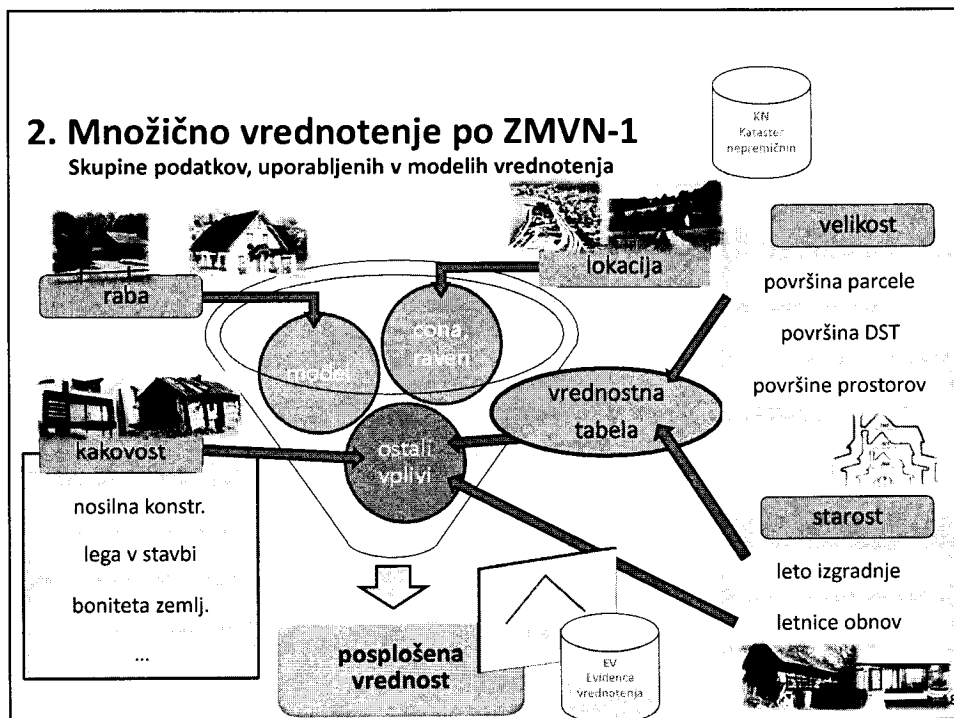 2. Množično vrednotenje po ZMVN-1
Skupine podatkov, uporabljenih v modelih vrednotenja
KN
Kataster
nepremičnin
raba
lokacija
velikost
površina parcele
površina DST
površine prostorov
model
cona,
raven
vrednostna
tabela
kakovost
ostali
vplivi
nosilna konstr.
lega v stavbi
boniteta zemlj.
...
starost
leto izgradnje
letnice obnov
posplošena
vrednost
EV
Evidenca
vrednotenja